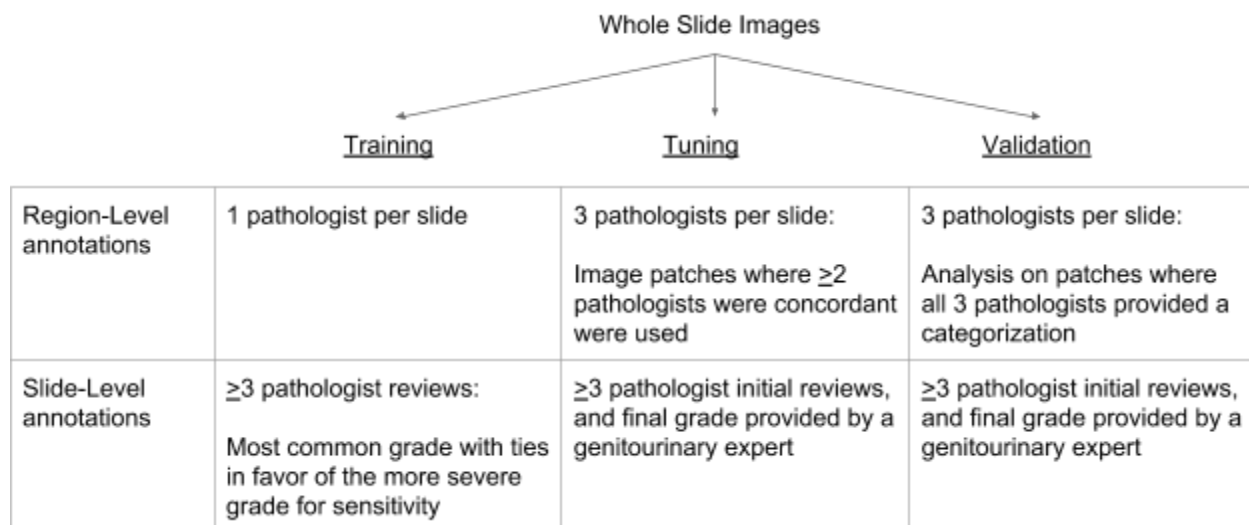 Whole Slide Images
Training
Tuning
Validation
Region-Level
annotations
1 pathologist per slide
3 pathologists per slide:
Image patches where ≥2
pathologists were concordant
were used
3 pathologists per slide:
Analysis on patches where
all 3 pathologists provided a
categorization
Slide-Level
annotations
≥3 pathologist reviews:
Most common grade with ties
in favor of the more severe
grade for sensitivity
≥3 pathologist initial reviews,
and final grade provided by a
genitourinary expert
≥3 pathologist initial reviews,
and final grade provided by a
genitourinary expert